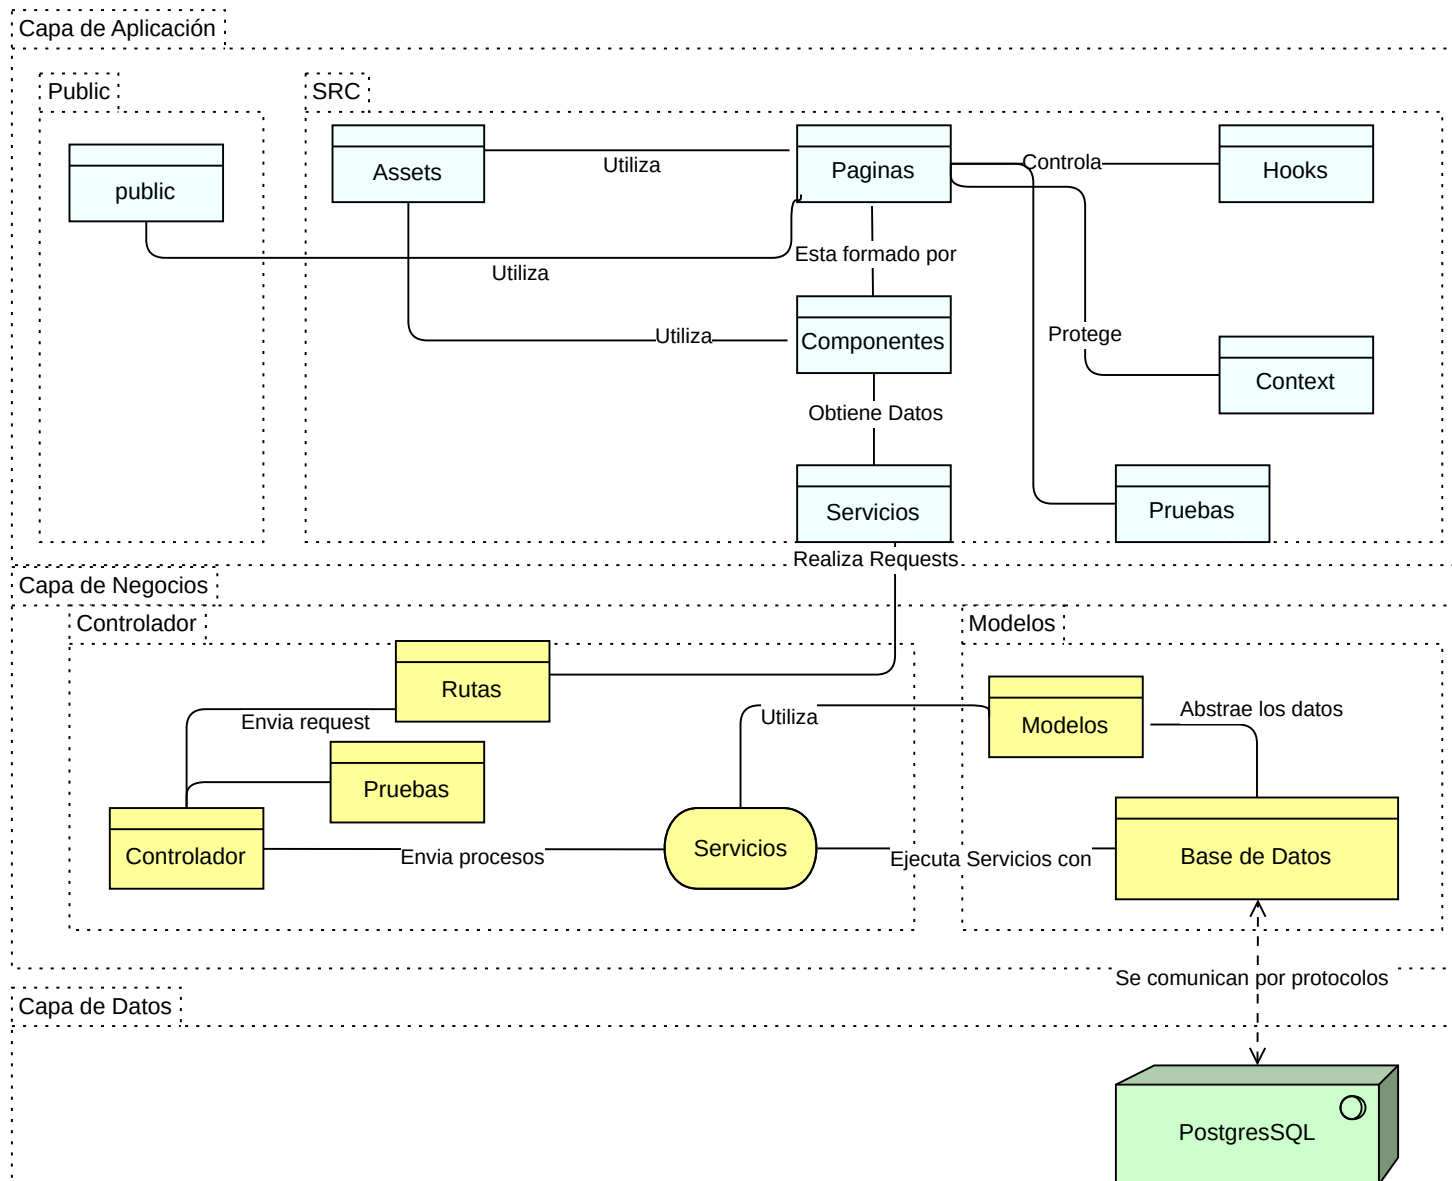 Capa de Aplicación
Public
SRC
public
Assets
Utiliza
Paginas
Controla
Hooks
Utiliza
Esta formado por
Utiliza
Componentes
Protege
Context
Obtiene Datos
Servicios
Pruebas
Realiza Requests
Capa de Negocios
Controlador
Modelos
Rutas
Envia request
Utiliza
Modelos
Abstrae los datos
Pruebas
Controlador
Envia procesos
Servicios
Ejecuta Servicios con
Base de Datos
Se comunican por protocolos
Capa de Datos
PostgresSQL